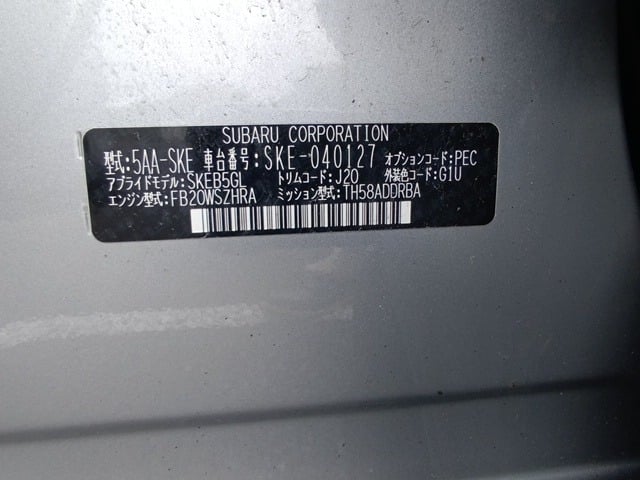 SUBARU CORPORATION
型式:5AA-SKE 車台番号:SKE-040127 オプションコード:PEC
アプライドモデル:SKEB5GL トリムコード:J20 外装色コード:G1U
エンジン型式:FB20WSZHRA ミッション型式:TH58ADDRBA